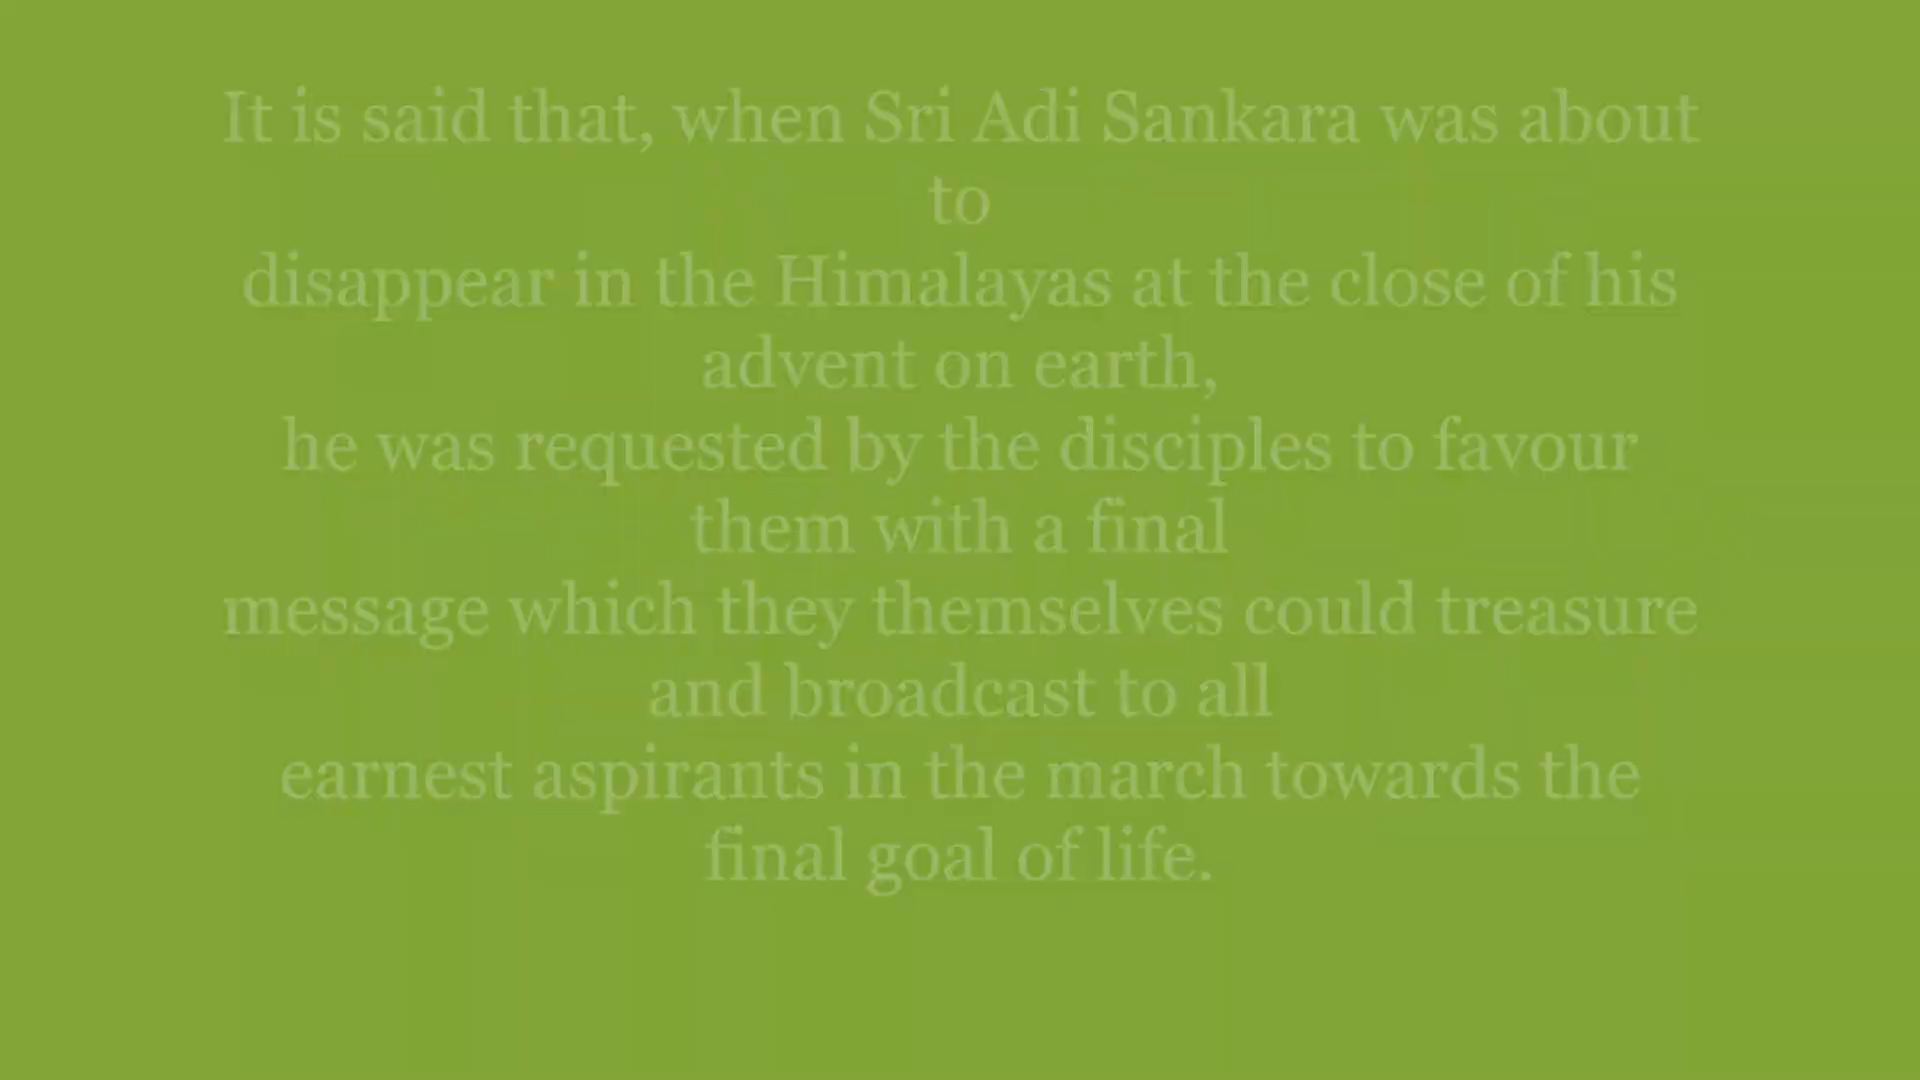 It is said that, when Sri Adi Sankara was about
to
disappear in the Himalayas at the close of his
advent on earth,
he was requested by the disciples to favour
them with a final
message which they themselves could treasure
and broadcast to all
earnest aspirants in the march towards the
final goal of life.